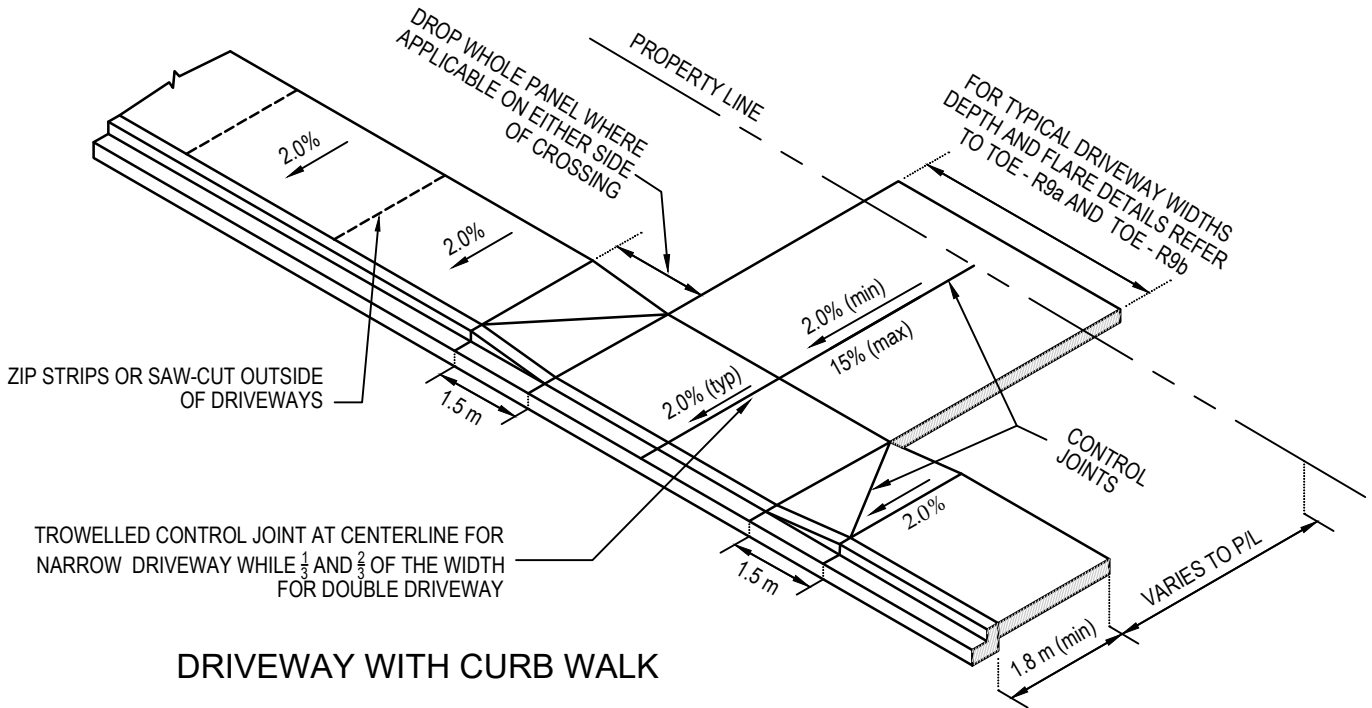 DROP WHOLE PANEL WHERE
APPLICABLE ON EITHER SIDE
OF CROSSING
PROPERTY LINE
FOR TYPICAL DRIVEWAY WIDTHS
DEPTH AND FLARE DETAILS REFER
TO TOE - R9a AND TOE - R9b
2.0%
2.0%
2.0% (min)
15% (max)
2.0% (typ)
ZIP STRIPS OR SAW-CUT OUTSIDE
OF DRIVEWAYS
1.5 m
CONTROL
JOINTS
2.0%
TROWELLED CONTROL JOINT AT CENTERLINE FOR
NARROW DRIVEWAY WHILE 1/3 AND 2/3 OF THE WIDTH
FOR DOUBLE DRIVEWAY
1.5 m
VARIES TO P/L
1.8 m (min)
DRIVEWAY WITH CURB WALK